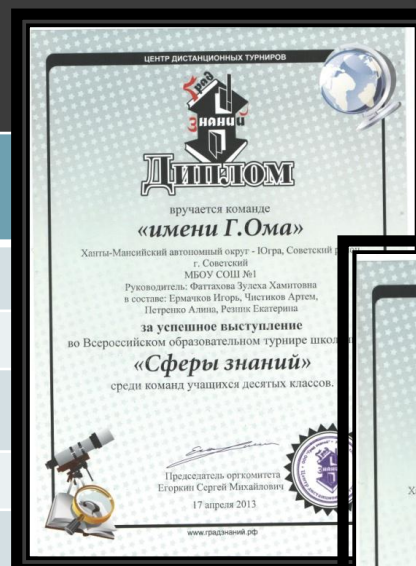 ЦЕНТР ДИСТАНЦИОННЫХ ТУРНИРОВ
Град
Знаний
Диплом
вручается команде
«имени Г.Ома»
Ханты-Мансийский автономный округ - Югра, Советский
г. Советский
МБОУ СОШ №1
Руководитель: Фаттахова Зулеха Хамитовна
в составе: Ермачков Игорь, Чистиков Артем,
Петренко Алина, Резник Екатерина
за успешное выступление
во Всероссийском образовательном турнире
«Сферы знаний»
среди команд учащихся десятых классов.
Председатель оргкомитета
Егоркин Сергей Михайлович
17 апреля 2013
www.градзнаний.рф